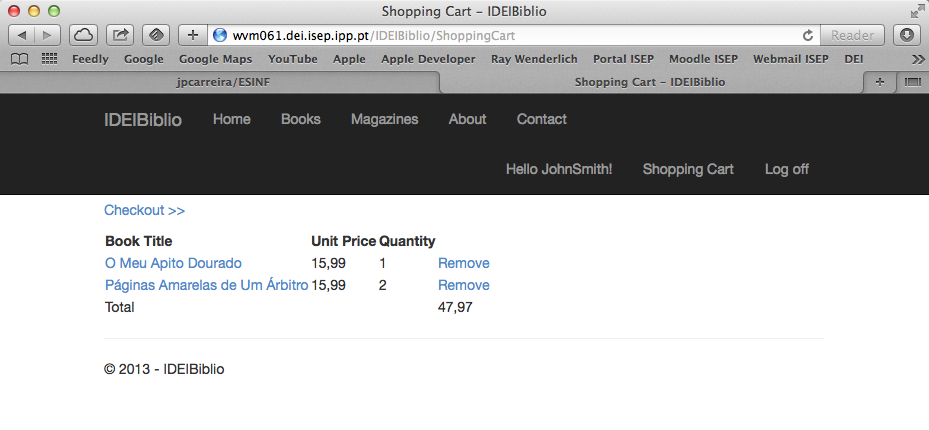 Shopping Cart – IDEIBiblio
wvm061.dei.isep.ipp.pt/IDEIBiblio/ShoppingCart Reader
Feedly Google Google Maps YouTube Apple Apple Developer Ray Wenderlich Portal ISEP Moodle ISEP Webmail ISEP DEI >>
jpcarreira/ESINF Shopping Cart – IDEIBiblio +
IDEIBiblio Home Books Magazines About Contact
Hello JohnSmith! Shopping Cart Log off
Checkout >>
Book Title Unit Price Quantity
O Meu Apito Dourado 15,99 1 Remove
Páginas Amarelas de Um Árbitro 15,99 2 Remove
Total 47,97
© 2013 - IDEIBiblio